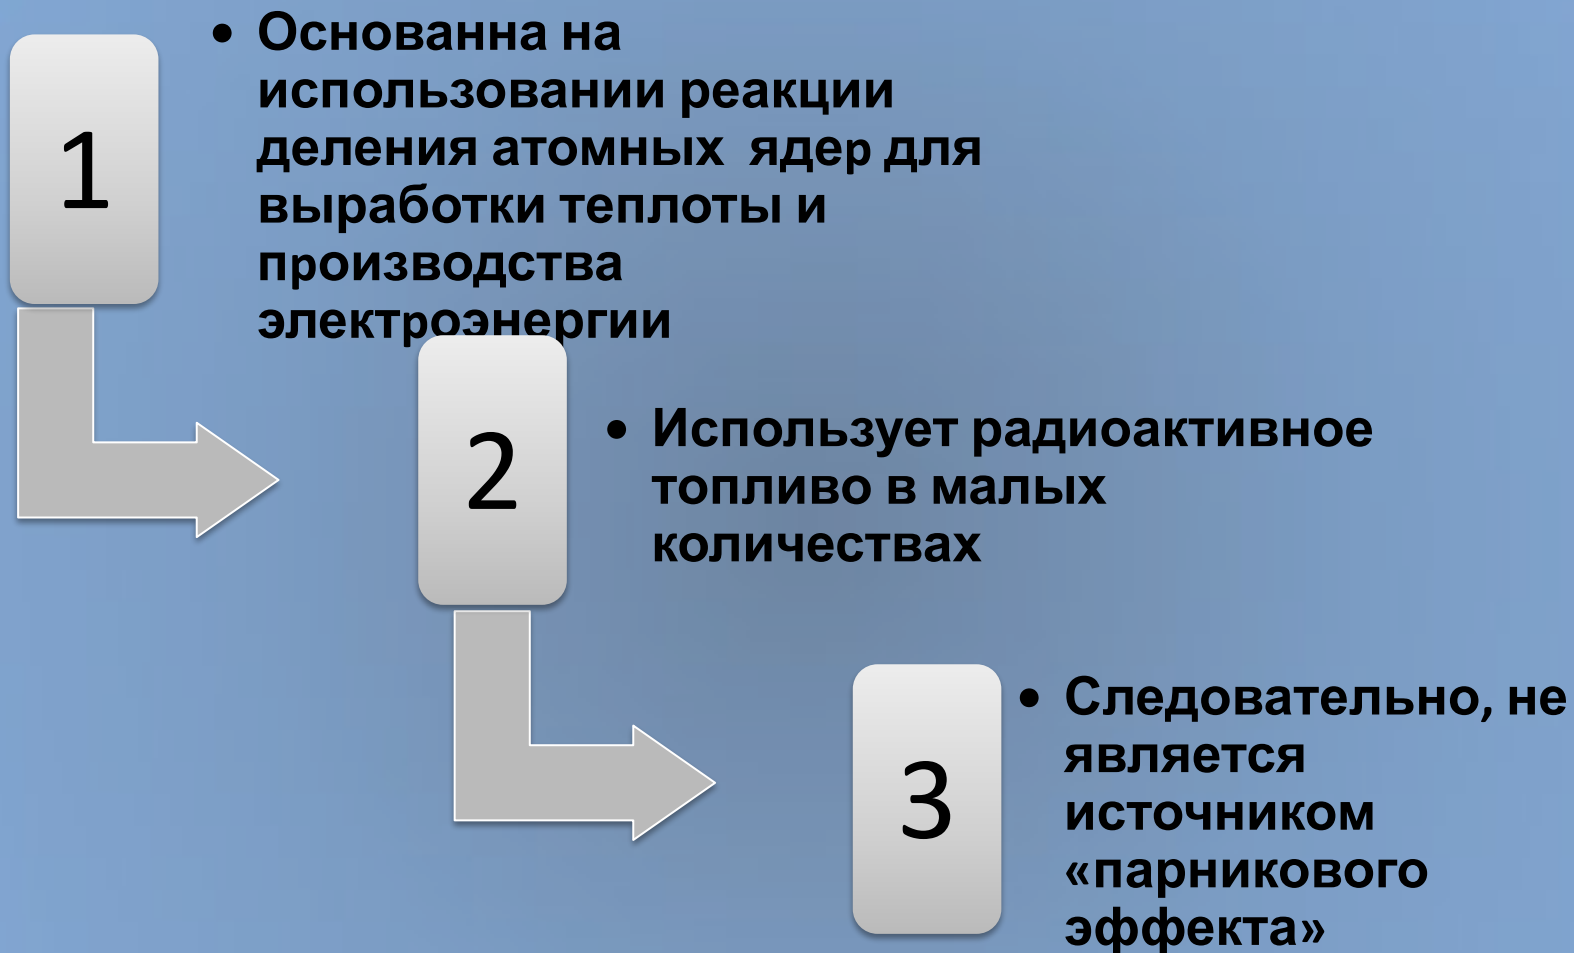 1
• Основанна на
использовании реакции
деления атомных ядер для
выработки теплоты и
производства
электроэнергии
2
• Использует радиоактивное
топливо в малых
количествах
3
• Следовательно, не
является
источником
«парникового
эффекта»